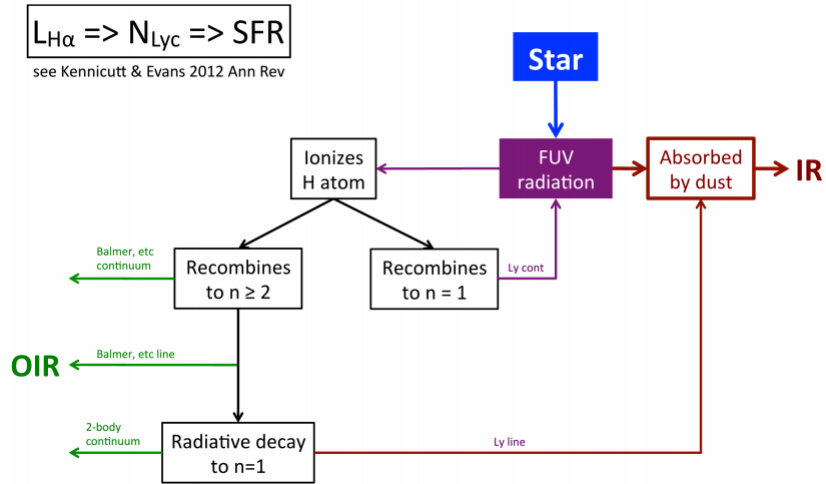 L_Hα => N_Lyc => SFR
see Kennicutt & Evans 2012 Ann Rev
Star
Ionizes
H atom
FUV
radiation
Absorbed
by dust
IR
Balmer, etc
continuum
Recombines
to n ≥ 2
Recombines
to n = 1
Ly cont
OIR
Balmer, etc line
2-body
continuum
Radiative decay
to n=1
Ly line